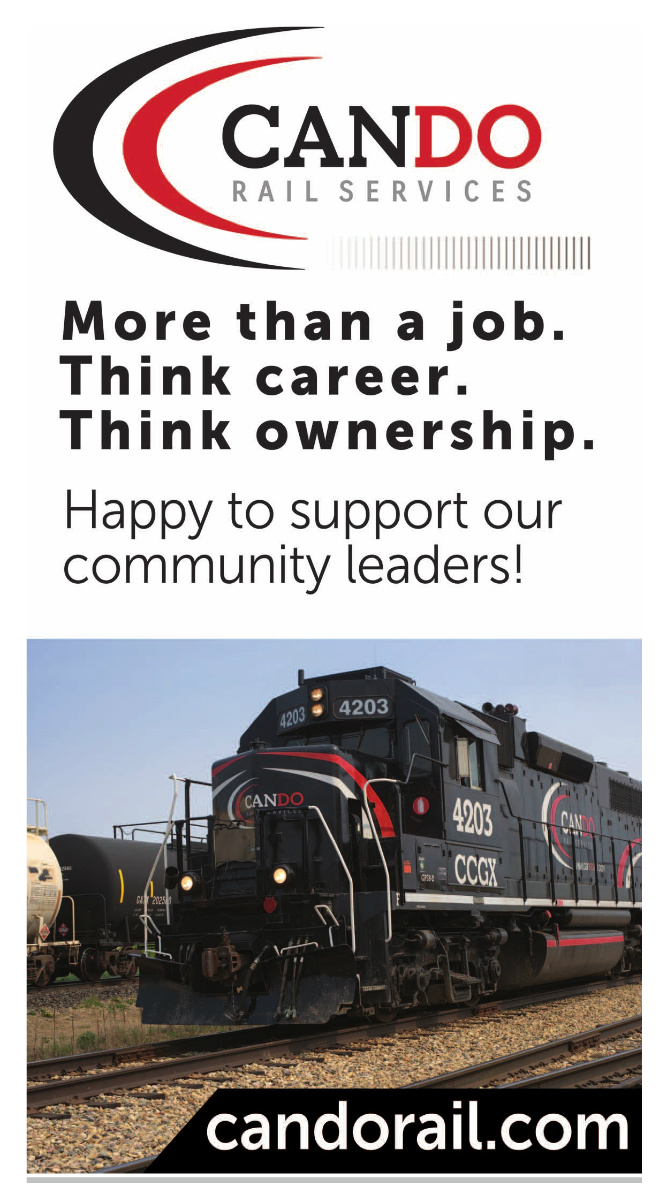 CANDO
RAIL SERVICES
More than a job.
Think career.
Think ownership.
Happy to support our
community leaders!
4203
4203
CANDO
4203
CCGX
CANDO
candorail.com